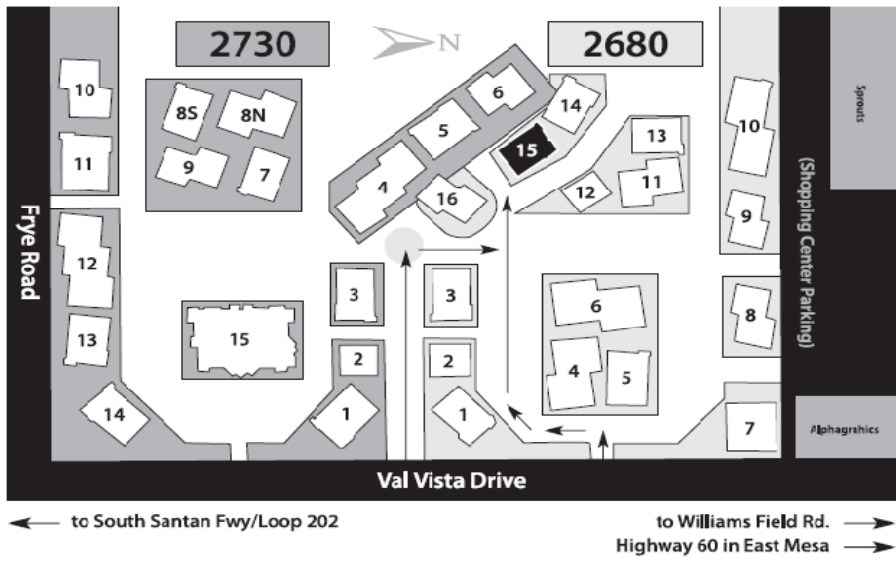 2730
N
2680
10
11
8S
8N
9
7
6
5
4
16
14
15
13
12
11
10
9
Sprouts
(Shopping Center Parking)
Frye Road
12
13
14
15
3
2
1
3
2
1
6
4
5
8
7
Alphagrahics
Val Vista Drive
to South Santan Fwy/Loop 202
to Williams Field Rd.
Highway 60 in East Mesa